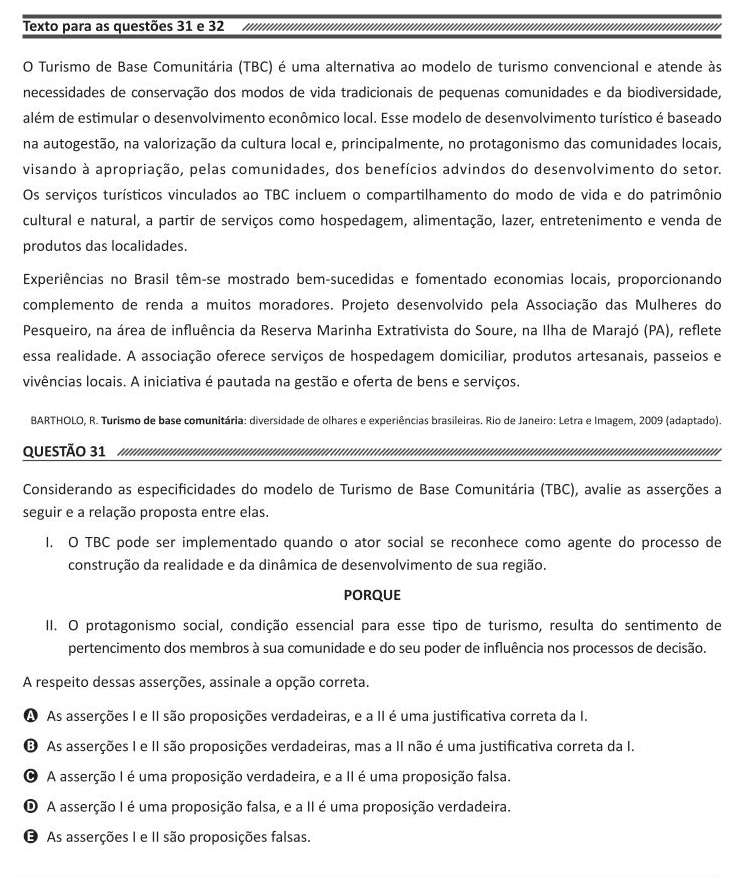 Texto para as questões 31 e 32
O Turismo de Base Comunitária (TBC) é uma alternativa ao modelo de turismo convencional e atende às
necessidades de conservação dos modos de vida tradicionais de pequenas comunidades e da biodiversidade,
além de estimular o desenvolvimento econômico local. Esse modelo de desenvolvimento turístico é baseado
na autogestão, na valorização da cultura local e, principalmente, no protagonismo das comunidades locais,
visando à apropriação, pelas comunidades, dos benefícios advindos do desenvolvimento do setor.
Os serviços turísticos vinculados ao TBC incluem o compartilhamento do modo de vida e do patrimônio
cultural e natural, a partir de serviços como hospedagem, alimentação, lazer, entretenimento e venda de
produtos das localidades.
Experiências no Brasil têm-se mostrado bem-sucedidas e fomentado economias locais, proporcionando
complemento de renda a muitos moradores. Projeto desenvolvido pela Associação das Mulheres do
Pesqueiro, na área de influência da Reserva Marinha Extrativista do Soure, na Ilha de Marajó (PA), reflete
essa realidade. A associação oferece serviços de hospedagem domiciliar, produtos artesanais, passeios e
vivências locais. A iniciativa é pautada na gestão e oferta de bens e serviços.
BARTHOLO, R. Turismo de base comunitária: diversidade de olhares e experiências brasileiras. Rio de Janeiro: Letra e Imagem, 2009 (adaptado).
QUESTÃO 31
Considerando as especificidades do modelo de Turismo de Base Comunitária (TBC), avalie as asserções a
seguir e a relação proposta entre elas.
I. O TBC pode ser implementado quando o ator social se reconhece como agente do processo de
construção da realidade e da dinâmica de desenvolvimento de sua região.
PORQUE
II. O protagonismo social, condição essencial para esse tipo de turismo, resulta do sentimento de
pertencimento dos membros à sua comunidade e do seu poder de influência nos processos de decisão.
A respeito dessas asserções, assinale a opção correta.
A As asserções I e II são proposições verdadeiras, e a II é uma justificativa correta da I.
B As asserções I e II são proposições verdadeiras, mas a II não é uma justificativa correta da I.
C A asserção I é uma proposição verdadeira, e a II é uma proposição falsa.
D A asserção I é uma proposição falsa, e a II é uma proposição verdadeira.
E As asserções I e II são proposições falsas.